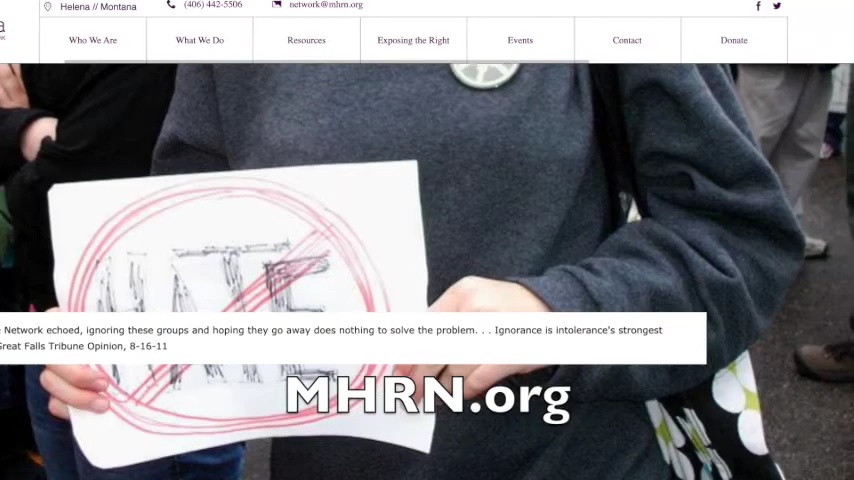 Helena // Montana
(406) 442-5506
network@mhrn.org
Who We Are
What We Do
Resources
Exposing the Right
Events
Contact
Donate
HATE
Network echoed, ignoring these groups and hoping they go away does nothing to solve the problem. . . Ignorance is intolerance's strongest
Great Falls Tribune Opinion, 8-16-11
MHRN.org